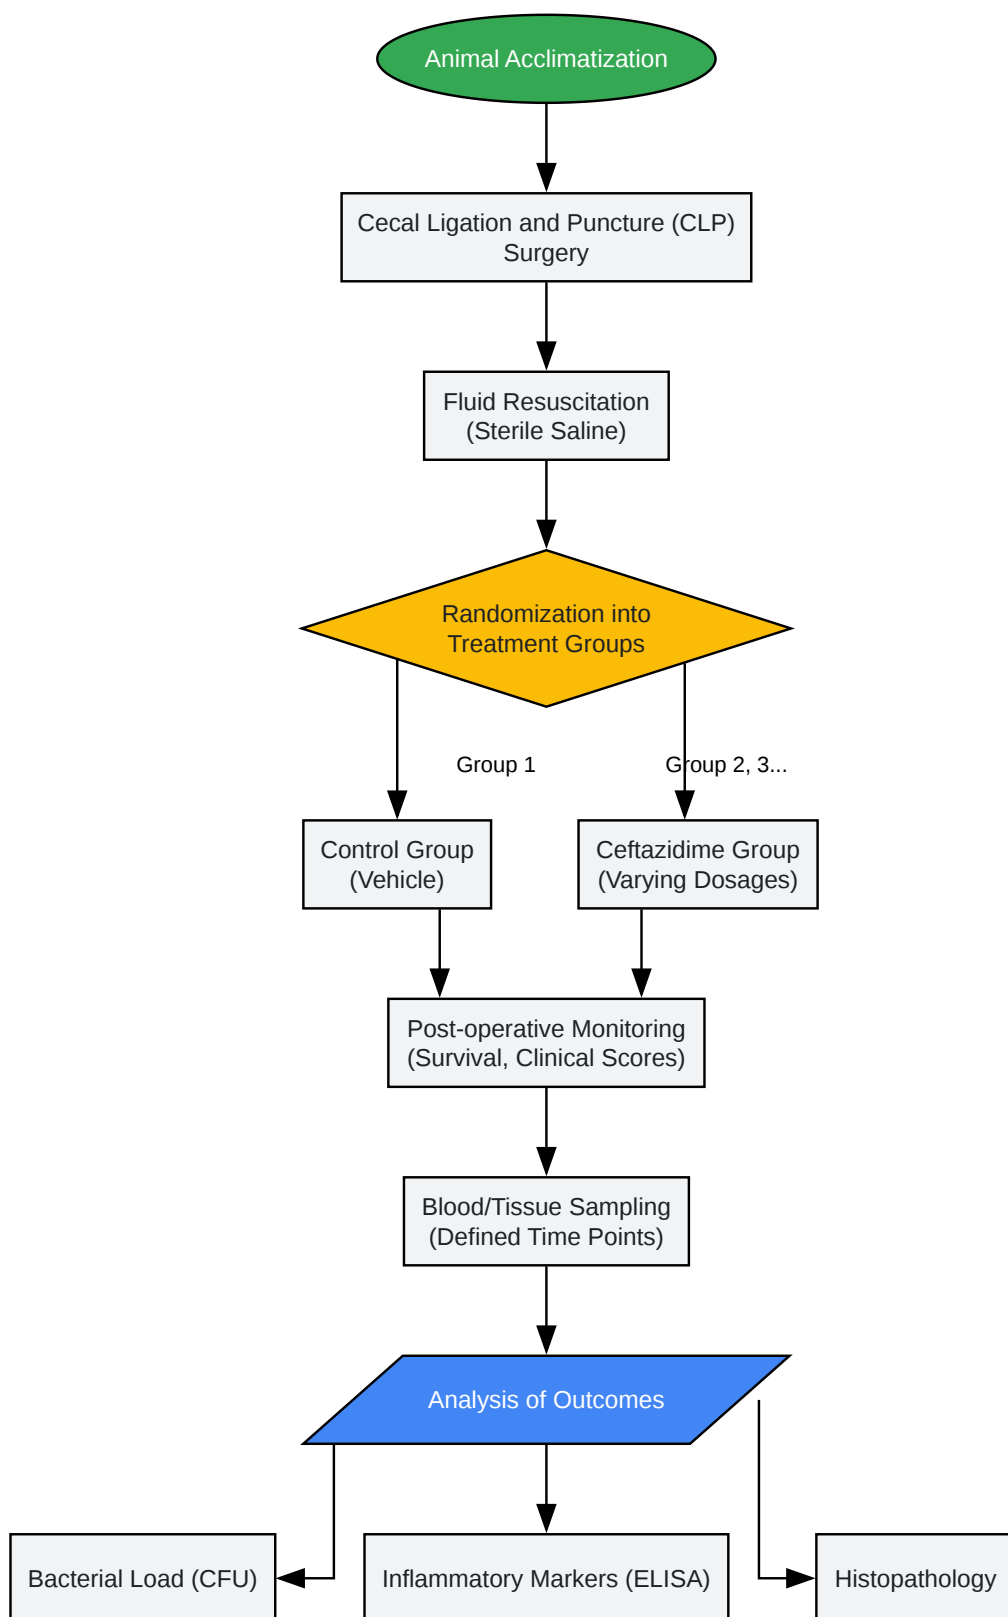 Animal Acclimatization
Cecal Ligation and Puncture (CLP)
Surgery
Fluid Resuscitation
(Sterile Saline)
Randomization into
Treatment Groups
Group 1
Group 2, 3...
Control Group
(Vehicle)
Ceftazidime Group
(Varying Dosages)
Post-operative Monitoring
(Survival, Clinical Scores)
Blood/Tissue Sampling
(Defined Time Points)
Analysis of Outcomes
Bacterial Load (CFU)
Inflammatory Markers (ELISA)
Histopathology